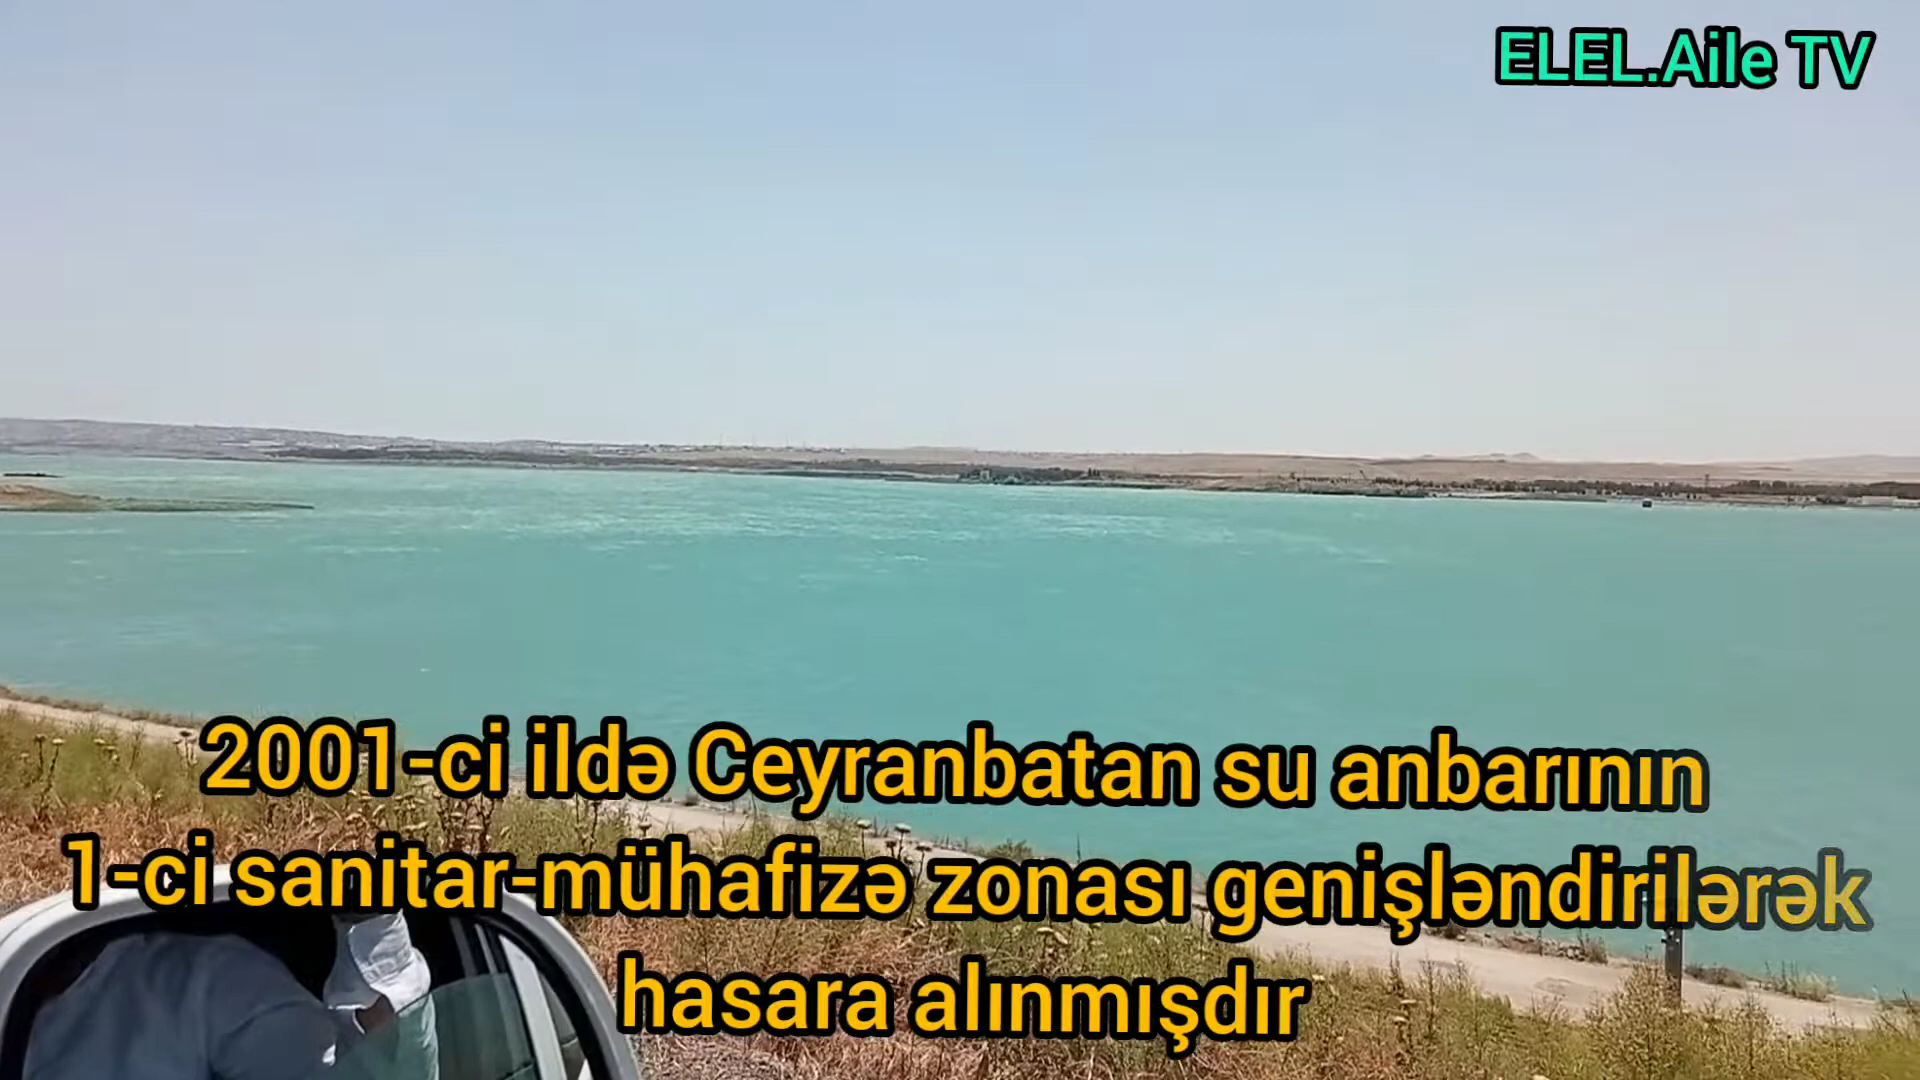 ELEL.Aile TV
2001-ci ildə Ceyranbatan su anbarının
1-ci sanitar-mühafizə zonası genişləndirilərək
hasara alınmışdır